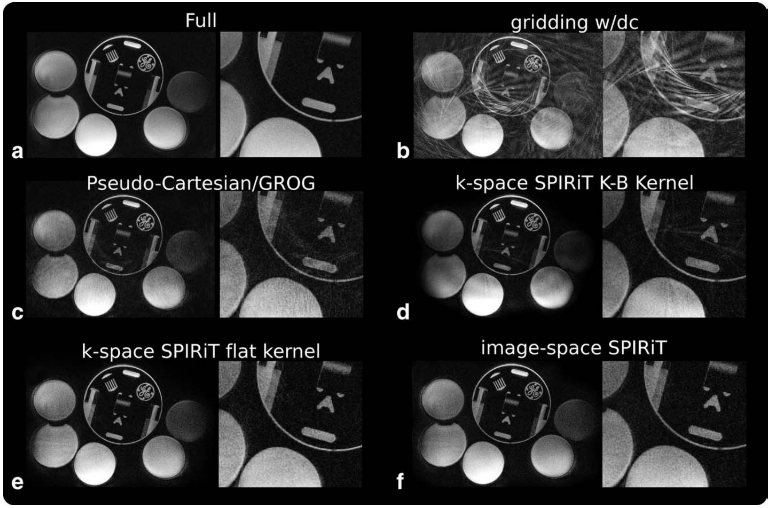 Full
gridding w/dc
a
b
Pseudo-Cartesian/GROG
k-space SPIRiT K-B Kernel
c
d
k-space SPIRiT flat kernel
image-space SPIRiT
e
f